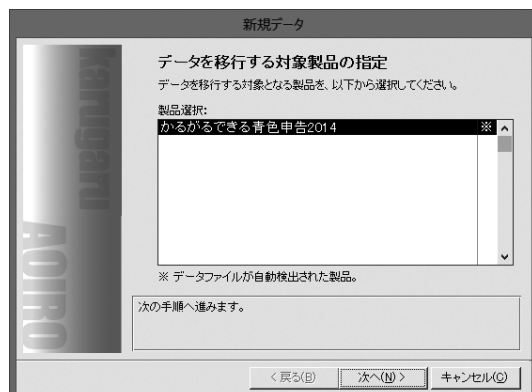 新規データ
karugaru
AOIRO
データを移行する対象製品の指定
データを移行する対象となる製品を、以下から選択してください。
製品選択:
かるがるできる青色申告2014 ※
※ データファイルが自動検出された製品。
次の手順へ進みます。
< 戻る(B) 次へ(N) > キャンセル(C)